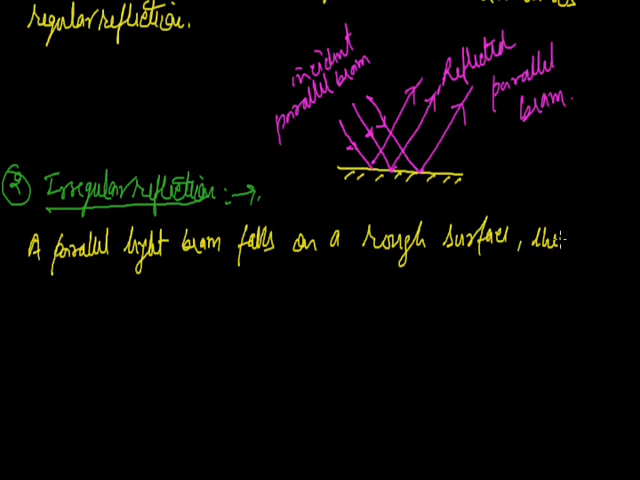 regular reflection.
incident
parallel beam
Reflected
parallel
beam.
② Irregular reflection :→.
A parallel light beam falls on a rough surface, the